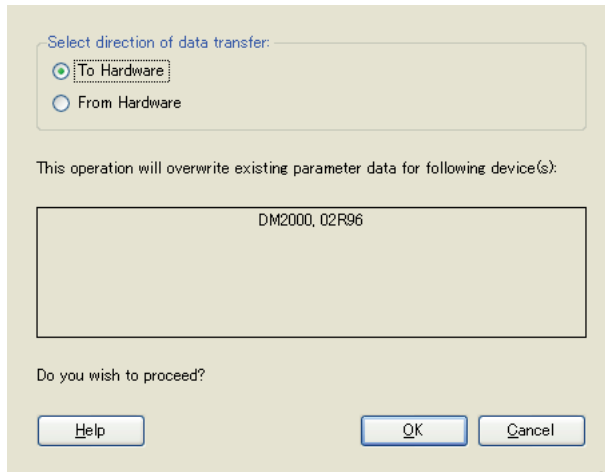 Select direction of data transfer:
To Hardware
From Hardware
This operation will overwrite existing parameter data for following device(s):
DM2000, 02R96
Do you wish to proceed?
Help
OK
Cancel